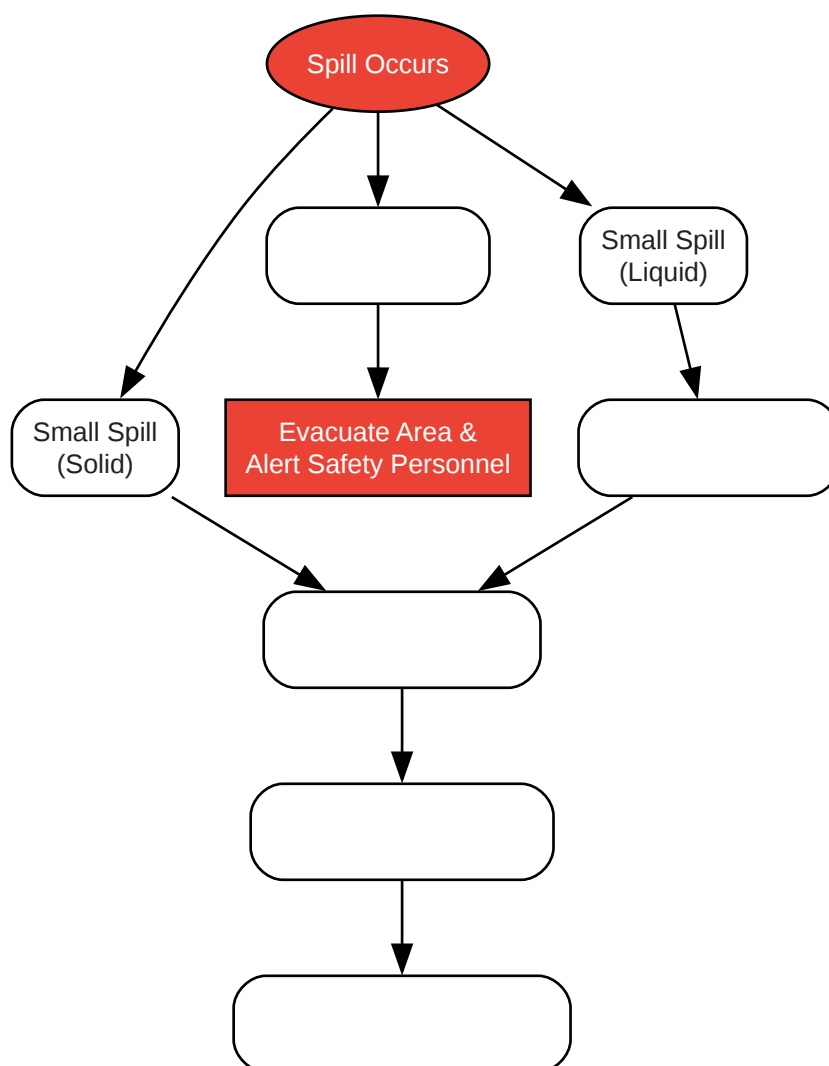 Spill Occurs
Small Spill
(Liquid)
Small Spill
(Solid)
Evacuate Area &
Alert Safety Personnel